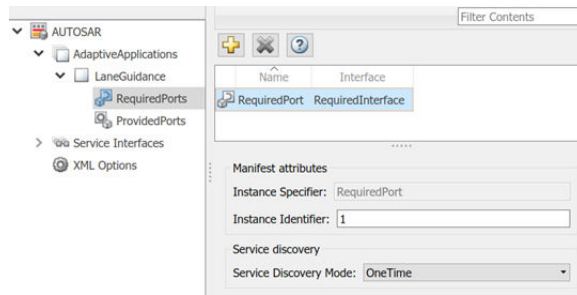 Filter Contents
AUTOSAR
AdaptiveApplications
LaneGuidance
RequiredPorts
ProvidedPorts
Service Interfaces
XML Options
Name Interface
RequiredPort RequiredInterface
Manifest attributes
Instance Specifier: RequiredPort
Instance Identifier: 1
Service discovery
Service Discovery Mode: OneTime